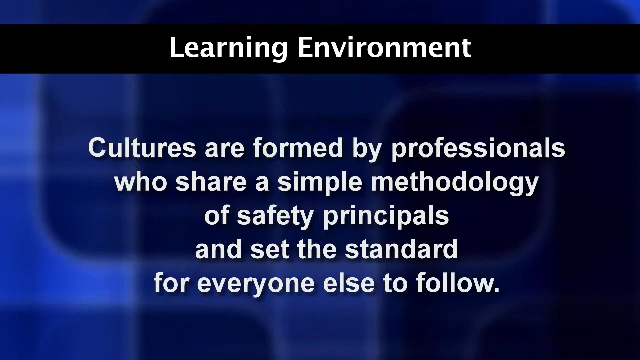 Learning Environment
Cultures are formed by professionals
who share a simple methodology
of safety principals
and set the standard
for everyone else to follow.